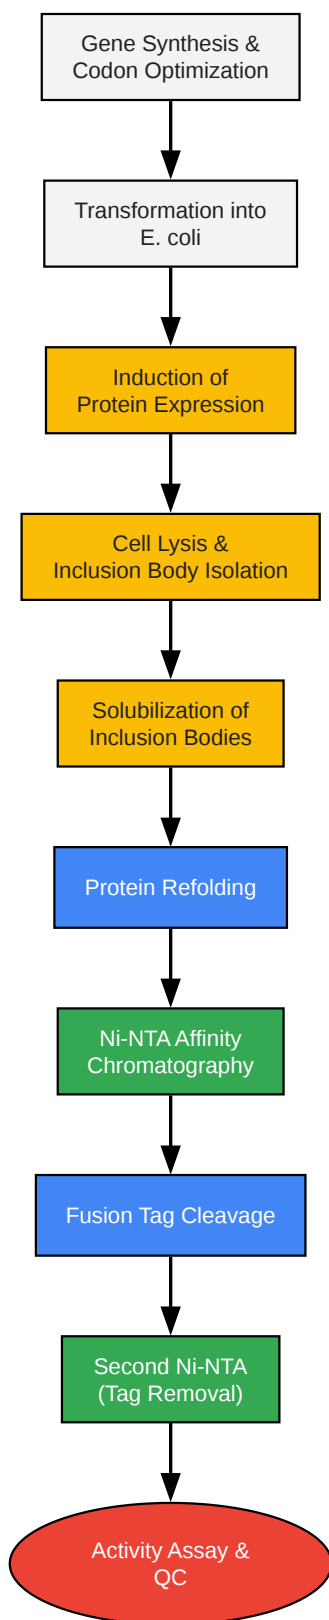 Gene Synthesis &
Codon Optimization
Transformation into
E. coli
Induction of
Protein Expression
Cell Lysis &
Inclusion Body Isolation
Solubilization of
Inclusion Bodies
Protein Refolding
Ni-NTA Affinity
Chromatography
Fusion Tag Cleavage
Second Ni-NTA
(Tag Removal)
Activity Assay &
QC